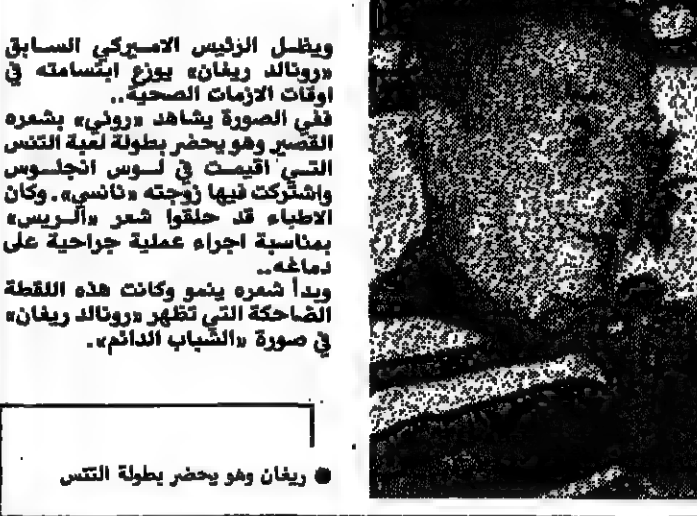 ويظل الرئيس الاميركي السابق
«رونالد ريغان» يوزع ابتسامته في
اوقات الازمات الصحية..
ففي الصورة يشاهد «روني» بشعره
القصير وهو يحضر بطولة لعبة التنس
التي اقيمت في لوس انجلوس
واشتركت فيها زوجته «نانسي». وكان
الاطباء قد حلقوا شعر «الريس»
بمناسبة اجراء عملية جراحية على
دماغه..
وبدأ شعره ينمو وكانت هذه اللقطة
الضاحكة التي تظهر «رونالد ريغان»
في صورة «الشباب الدائم».
● ريغان وهو يحضر بطولة التنس